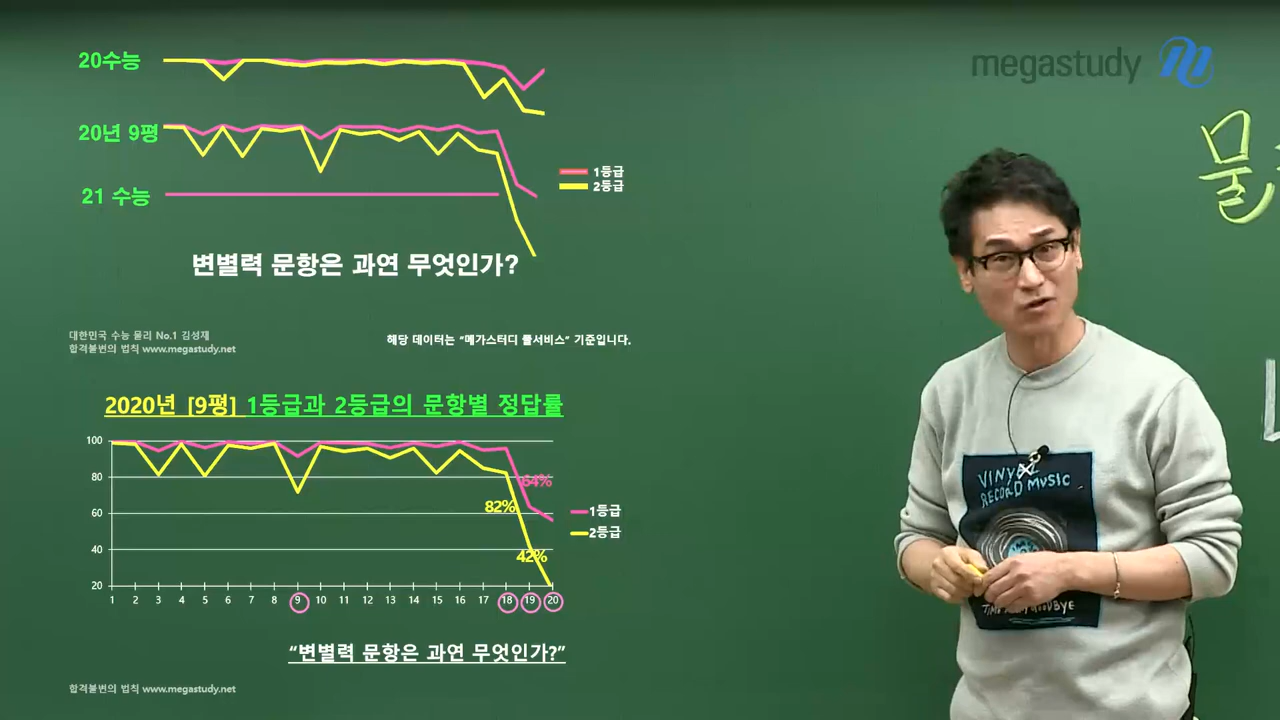 20수능
megastudy
물
20년 9평
1등급
2등급
21 수능
변별력 문항은 과연 무엇인가?
대한민국 수능 물리 No.1 김성재
합격불변의 법칙 www.megastudy.net
해당 데이터는 "메가스터디 풀서비스" 기준입니다.
2020년 [9평] 1등급과 2등급의 문항별 정답률
100
80
60
40
20
64%
82%
42%
1등급
2등급
1 2 3 4 5 6 7 8 9 10 11 12 13 14 15 16 17 18 19 20
"변별력 문항은 과연 무엇인가?"
합격불변의 법칙 www.megastudy.net
VINYL
RECORD MUSIC